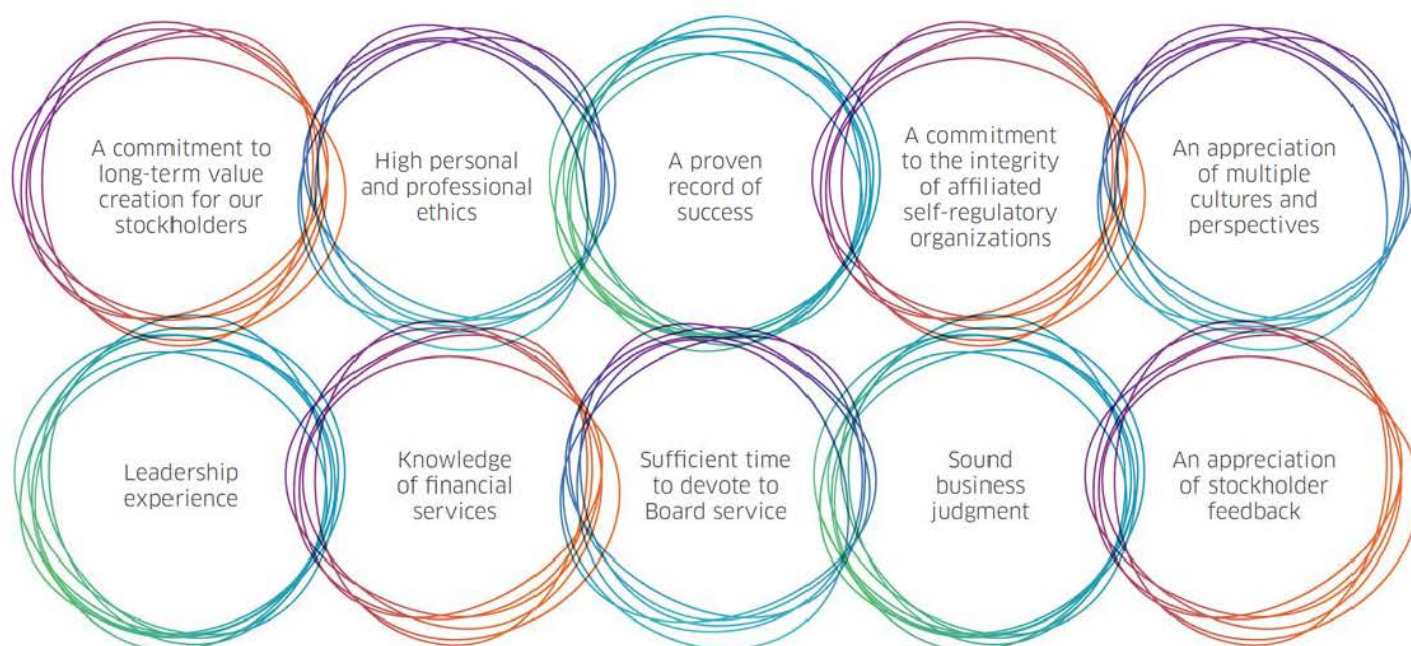 A commitment to
long-term value
creation for our
stockholders
High personal
and professional
ethics
A proven
record of
success
A commitment
to the integrity
of affiliated
self-regulatory
organizations
An appreciation
of multiple
cultures and
perspectives
Leadership
experience
Knowledge
of financial
services
Sufficient time
to devote to
Board service
Sound
business
judgment
An appreciation
of stockholder
feedback